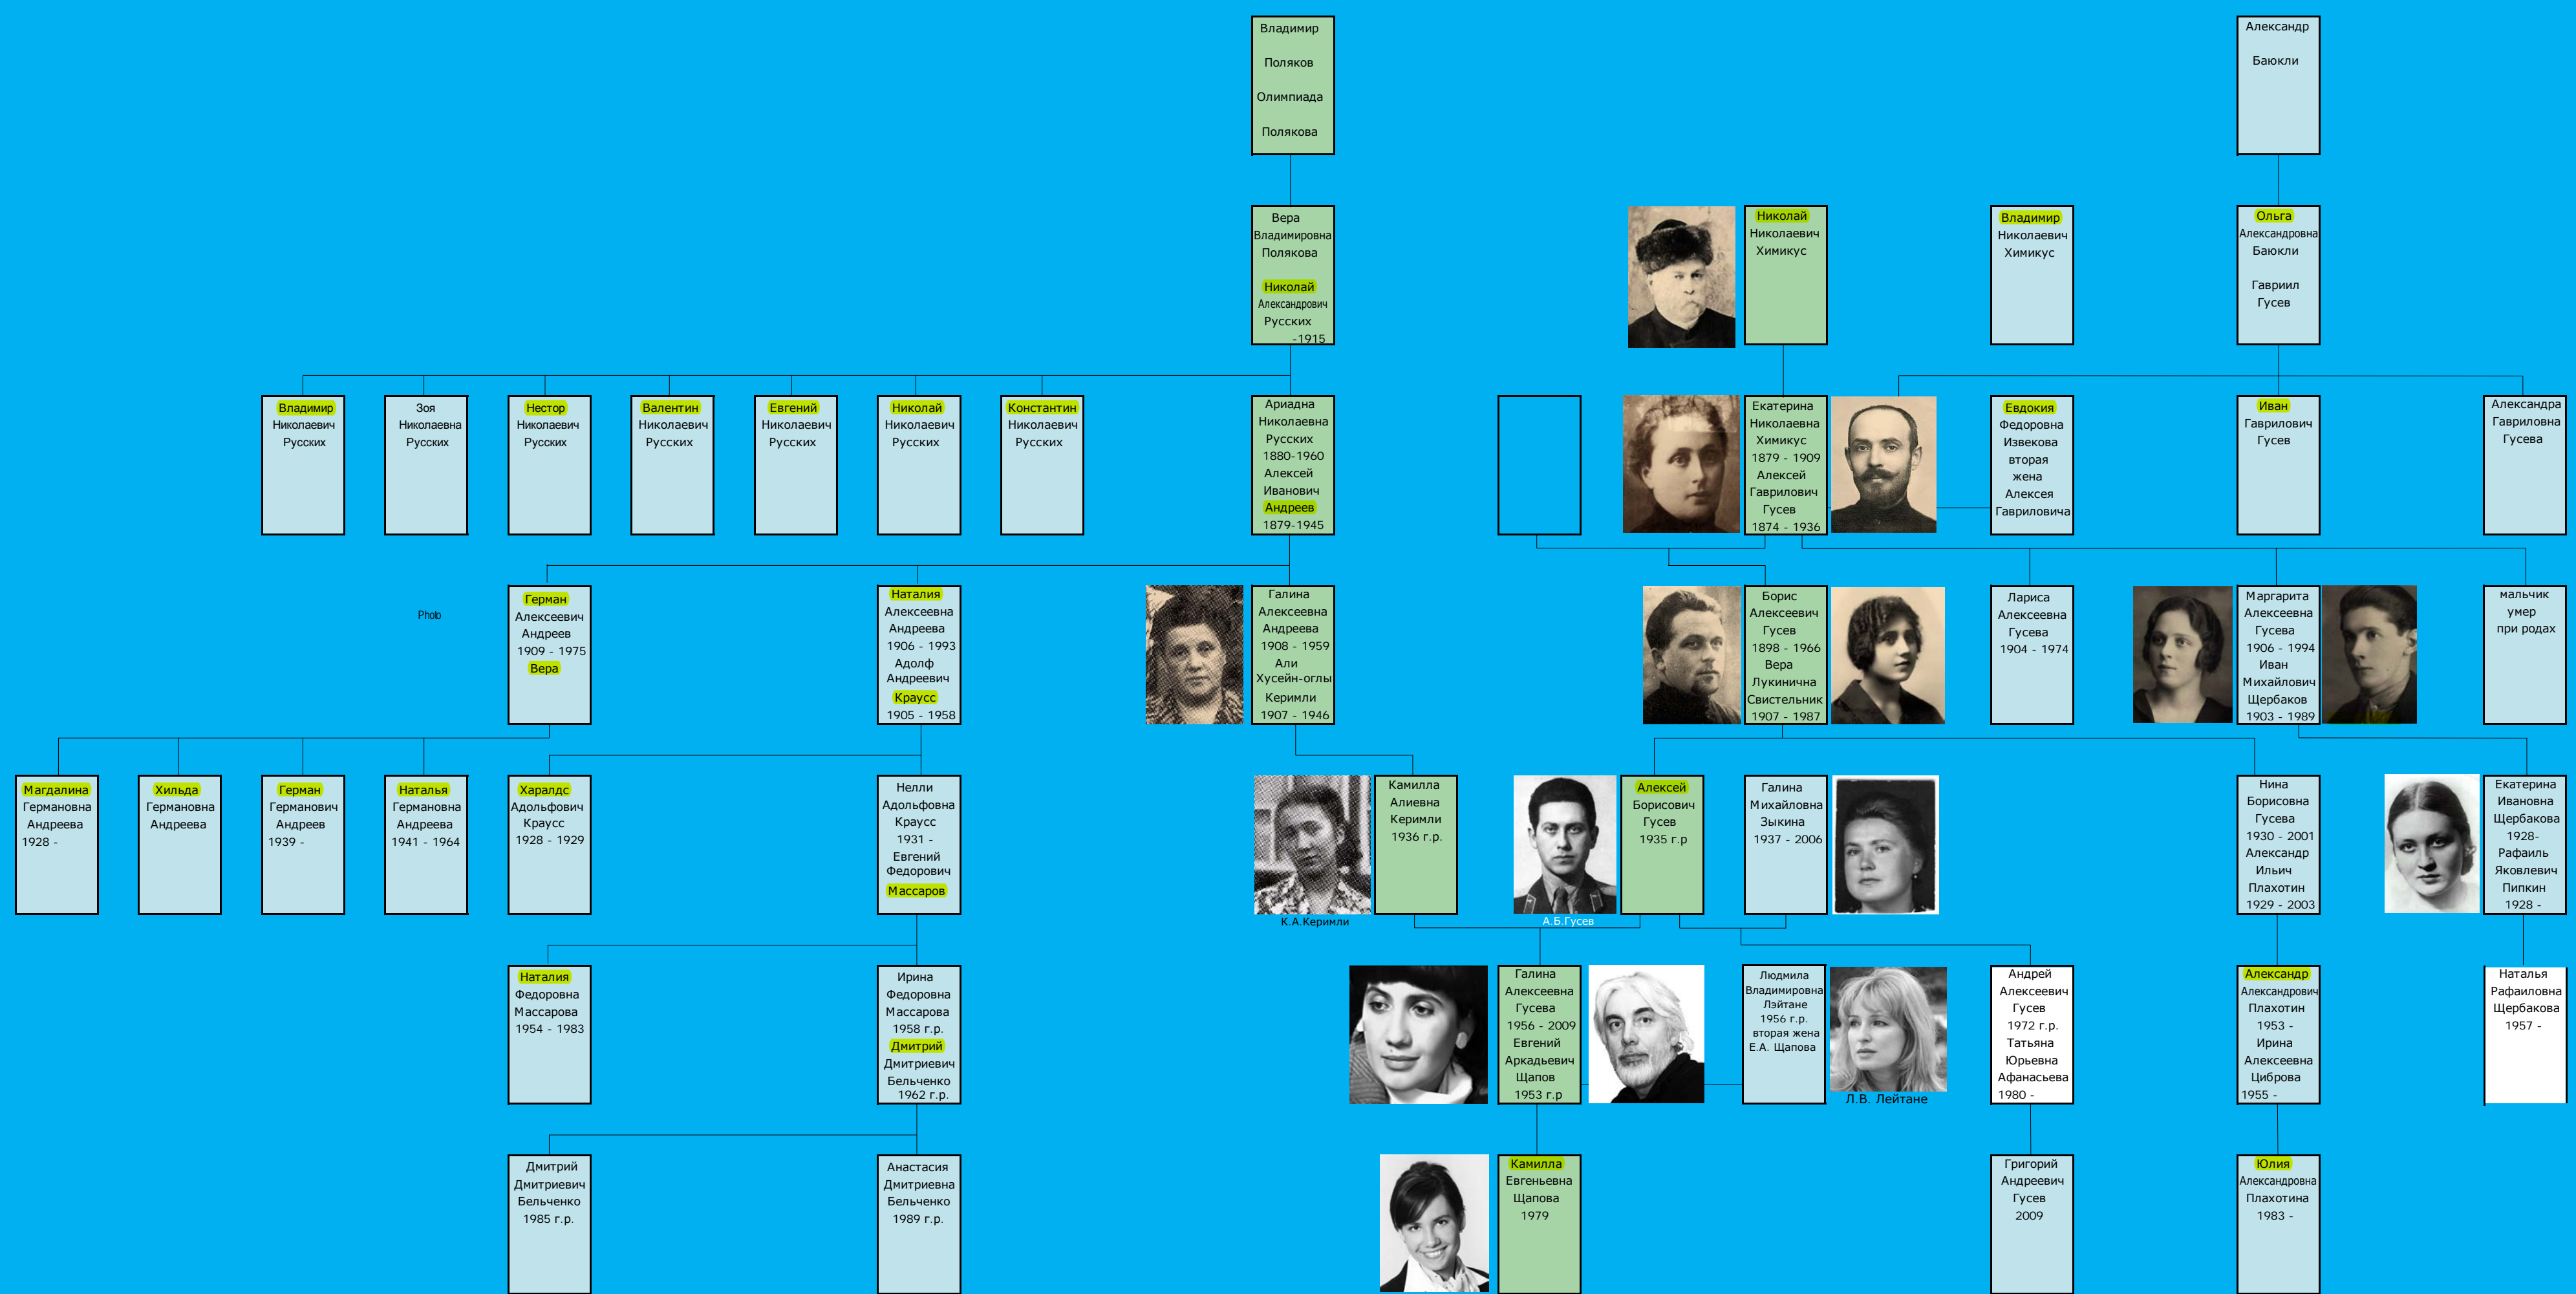 Владимир
Поляков
Олимпиада
Полякова
Александр
Баюкли
Вера
Владимировна
Полякова
Николай
Александрович
Русских
-1915
Николай
Николаевич
Химикус
Владимир
Николаевич
Химикус
Ольга
Александровна
Баюкли
Гавриил
Гусев
Владимир
Николаевич
Русских
Зоя
Николаевна
Русских
Нестор
Николаевич
Русских
Валентин
Николаевич
Русских
Евгений
Николаевич
Русских
Николай
Николаевич
Русских
Константин
Николаевич
Русских
Ариадна
Николаевна
Русских
1880-1960
Алексей
Иванович
Андреев
1879-1945
Екатерина
Николаевна
Химикус
1879 - 1909
Алексей
Гаврилович
Гусев
1874 - 1936
Евдокия
Федоровна
Извекова
вторая
жена
Алексея
Гавриловича
Иван
Гаврилович
Гусев
Александра
Гавриловна
Гусева
Photo
Герман
Алексеевич
Андреев
1909 - 1975
Вера
Наталия
Алексеевна
Андреева
1906 - 1993
Адолф
Андреевич
Краусс
1905 - 1958
Галина
Алексеевна
Андреева
1908 - 1959
Али
Хусейн-оглы
Керимли
1907 - 1946
Борис
Алексеевич
Гусев
1898 - 1966
Вера
Лукинична
Свистельник
1907 - 1987
Лариса
Алексеевна
Гусева
1904 - 1974
Маргарита
Алексеевна
Гусева
1906 - 1994
Иван
Михайлович
Щербаков
1903 - 1989
мальчик
умер
при родах
Магдалина
Германовна
Андреева
1928 -
Хильда
Германовна
Андреева
Герман
Германович
Андреев
1939 -
Наталья
Германовна
Андреева
1941 - 1964
Харалдс
Адольфович
Краусс
1928 - 1929
Нелли
Адольфовна
Краусс
1931 -
Евгений
Федорович
Массаров
К.А.Керимли
Камилла
Алиевна
Керимли
1936 г.р.
А.Б.Гусев
Алексей
Борисович
Гусев
1935 г.р
Галина
Михайловна
Зыкина
1937 - 2006
Нина
Борисовна
Гусева
1930 - 2001
Александр
Ильич
Плахотин
1929 - 2003
Екатерина
Ивановна
Щербакова
1928-
Рафаиль
Яковлевич
Пипкин
1928 -
Наталия
Федоровна
Массарова
1954 - 1983
Ирина
Федоровна
Массарова
1958 г.р.
Дмитрий
Дмитриевич
Бельченко
1962 г.р.
Галина
Алексеевна
Гусева
1956 - 2009
Евгений
Аркадьевич
Щапов
1953 г.р
Людмила
Владимировна
Лэйтане
1956 г.р.
вторая жена
Е.А. Щапова
Л.В. Лейтане
Андрей
Алексеевич
Гусев
1972 г.р.
Татьяна
Юрьевна
Афанасьева
1980 -
Александр
Александрович
Плахотин
1953 -
Ирина
Алексеевна
Циброва
1955 -
Наталья
Рафаиловна
Щербакова
1957 -
Дмитрий
Дмитриевич
Бельченко
1985 г.р.
Анастасия
Дмитриевна
Бельченко
1989 г.р.
Камилла
Евгеньевна
Щапова
1979
Григорий
Андреевич
Гусев
2009
Юлия
Александровна
Плахотина
1983 -